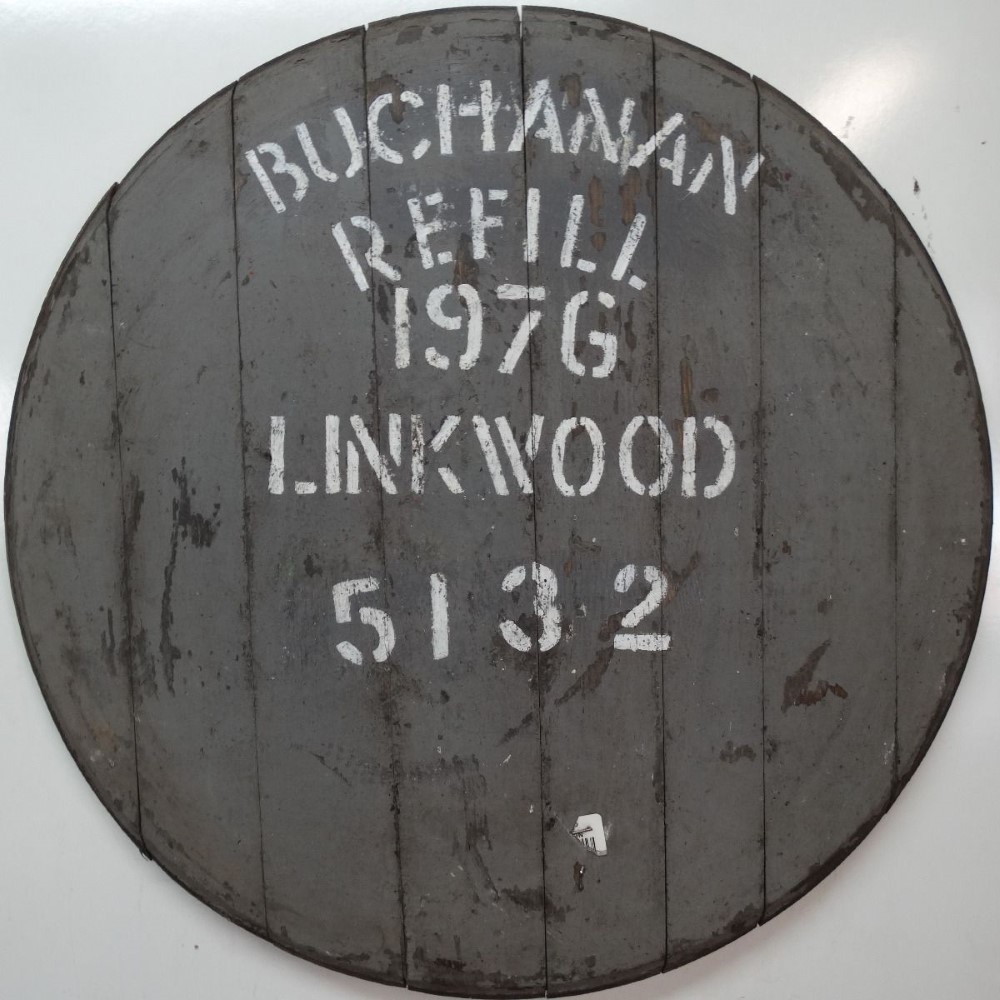 BUCHANAN
REFILL
1976
LINKWOOD
5132